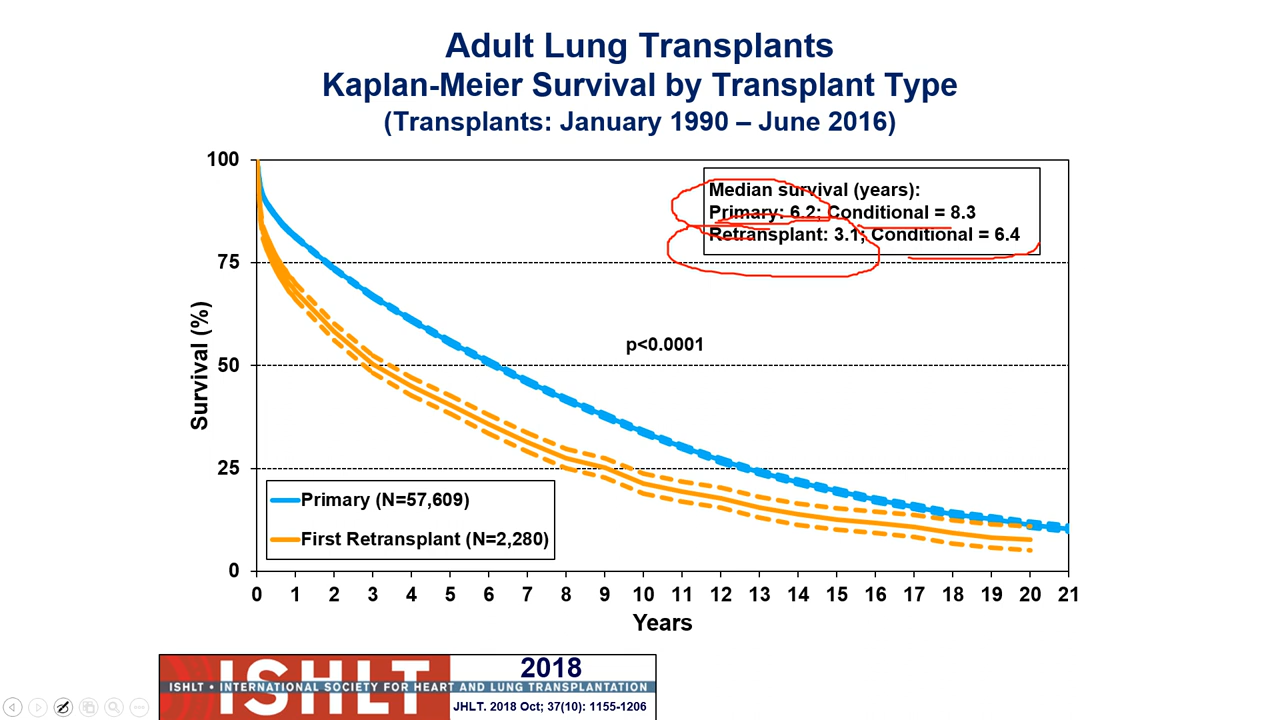 Adult Lung Transplants
Kaplan-Meier Survival by Transplant Type
(Transplants: January 1990 – June 2016)
100
75
50
25
0
Survival (%)
Median survival (years):
Primary: 6.2; Conditional = 8.3
Retransplant: 3.1; Conditional = 6.4
p<0.0001
Primary (N=57,609)
First Retransplant (N=2,280)
0 1 2 3 4 5 6 7 8 9 10 11 12 13 14 15 16 17 18 19 20 21
Years
ISHLT
2018
ISHLT • INTERNATIONAL SOCIETY FOR HEART AND LUNG TRANSPLANTATION
JHLT. 2018 Oct; 37(10): 1155-1206